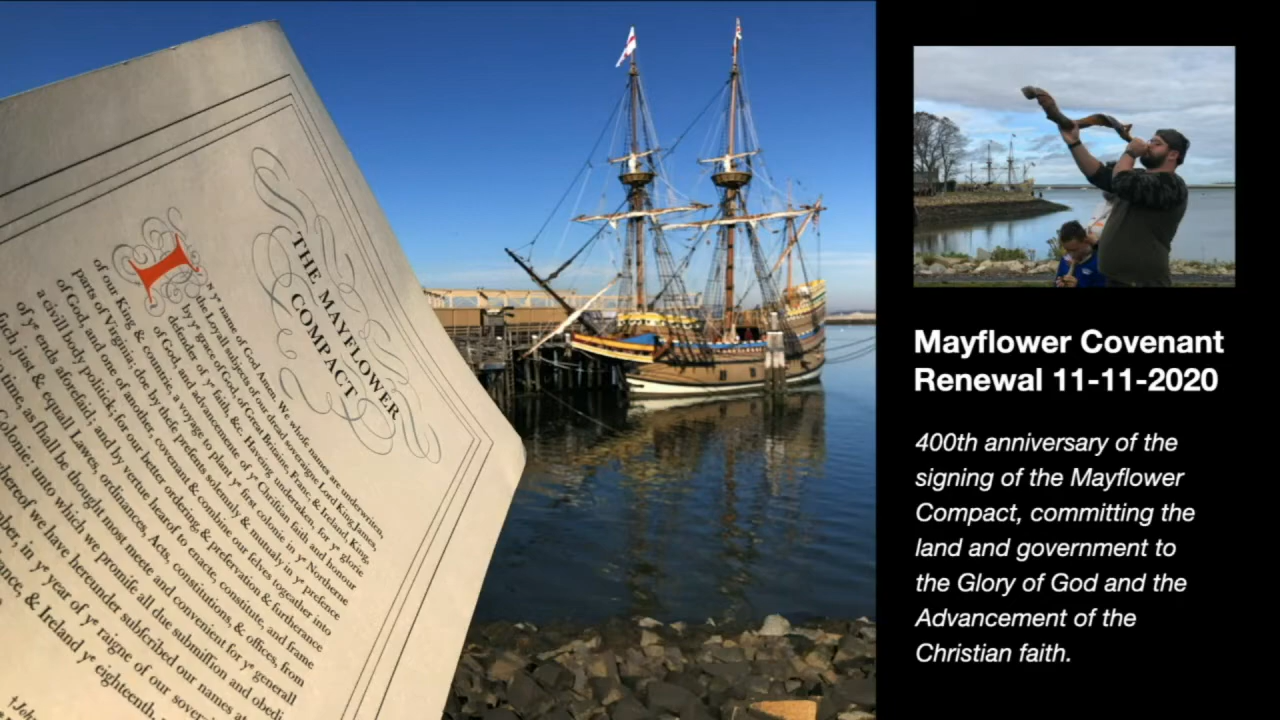 THE MAYFLOWER
COMPACT
In yᵉ name of God Amen. We whoſe names are underwriten,
the Loyall subjects of our dread soveraigne Lord King James,
by yᵉ grace of God, of Great Britaine, Franc, & Ireland, King,
defender of yᵉ faith, &c. Haveing undertaken, for yᵉ glorie
of God, and advancemente of yᵉ Chriſtian faith and honour
of our King & countrie, a voyage to plant yᵉ first colonie in yᵉ Northerne
parts of Virginia; doe by theſe preſents solemnly & mutualy in yᵉ preſence
of God, and one of another, covenant & combine our ſelves togeather into
a civill body politick; for our better ordering & preſervation & furtherance
of yᵉ ends aforeſaid; and by vertue hearof to enacte, constitute, and frame
ſuch just & equall Lawes, ordinances, Acts, constitutions, & offices, from
to time, as ſhall be thought most meete and convenient for yᵉ generall
Colonie: unto which we promiſe all due submiſſion and obedi
hereof we have hereunder subſcribed our names at
ber, in yᵉ year of yᵉ raigne of our sover
ance, & Ireland yᵉ eighteenth,
Mayflower Covenant
Renewal 11-11-2020
400th anniversary of the
signing of the Mayflower
Compact, committing the
land and government to
the Glory of God and the
Advancement of the
Christian faith.